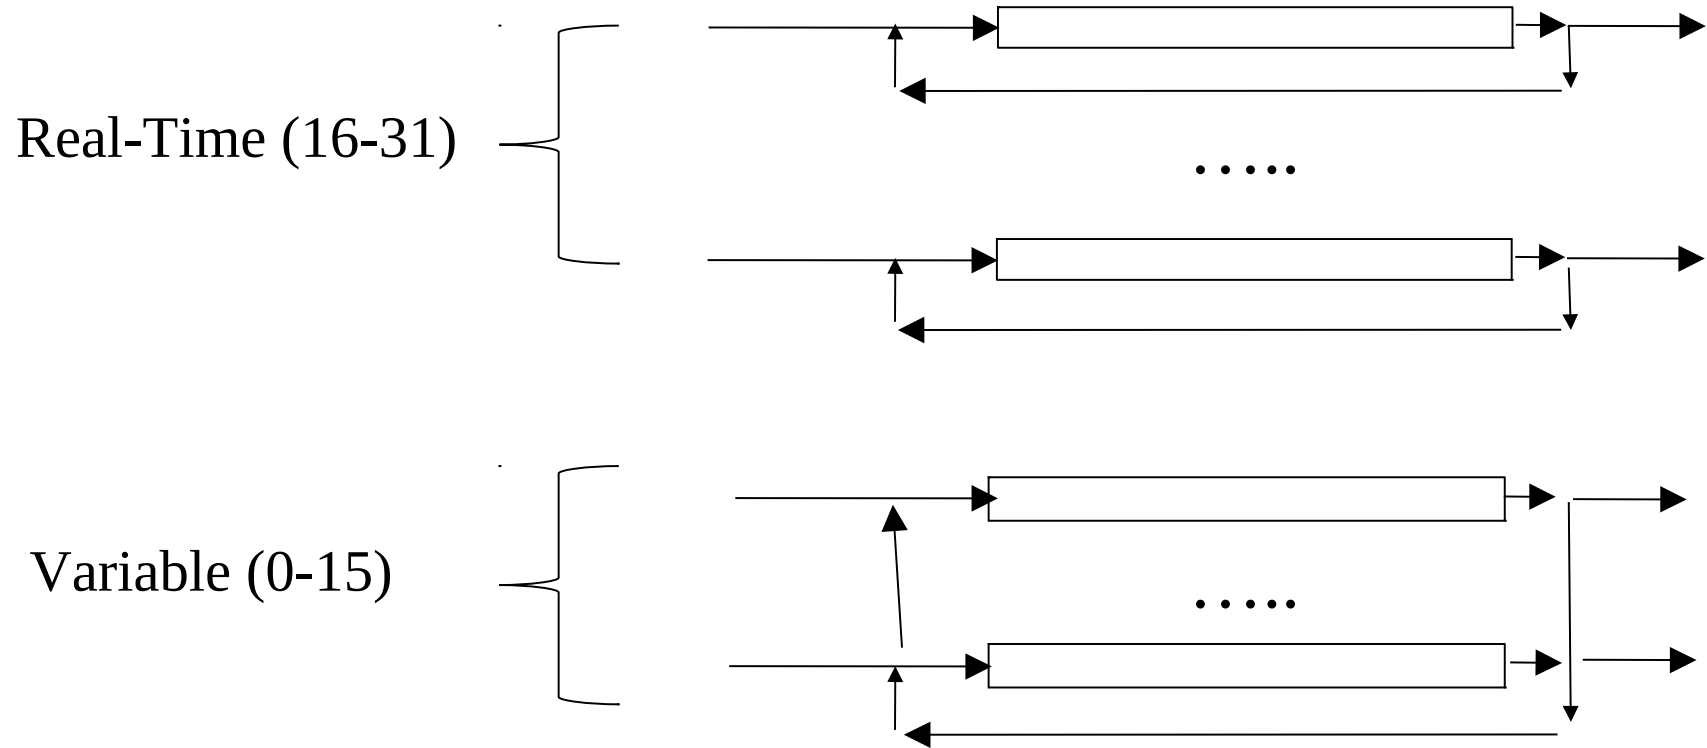 Real-Time (16-31)
.....
Variable (0-15)
.....